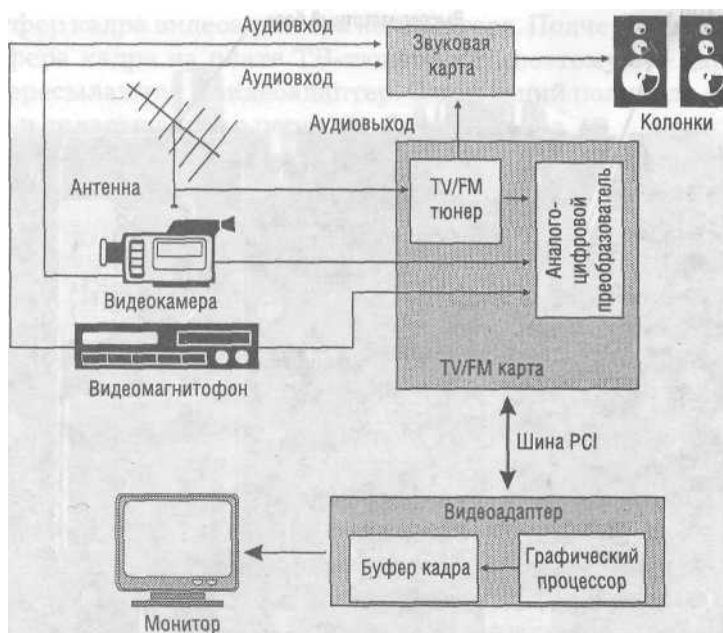 Аудиовход
Звуковая
карта
Аудиовход
Аудиовыход
Колонки
Антенна
TV/FM
тюнер
Аналого-
цифровой
преобразователь
Видеокамера
Видеомагнитофон
TV/FM карта
Шина PCI
Видеоадаптер
Буфер кадра
Графический
процессор
Монитор